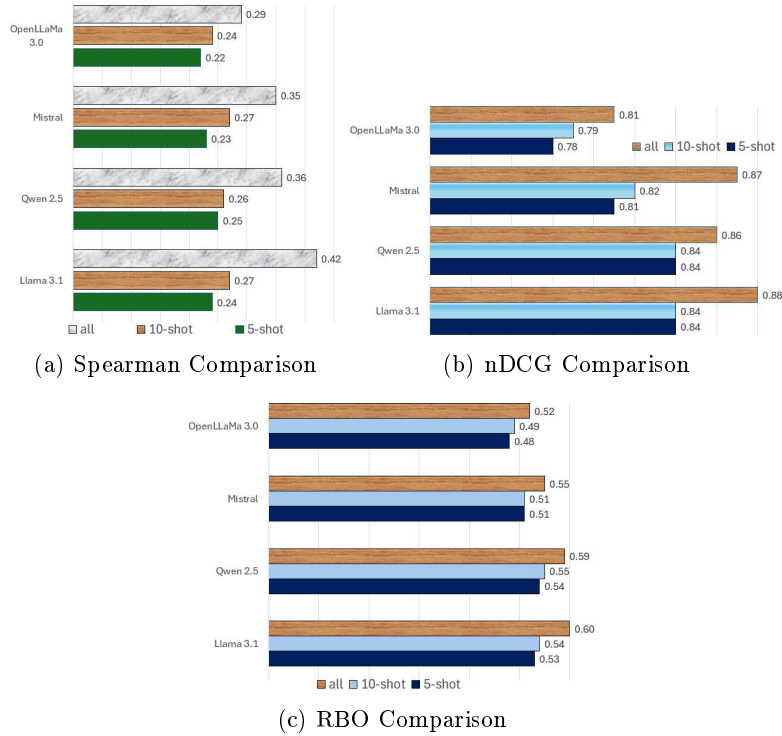 OpenLLaMa
3.0
0.29
0.24
0.22
Mistral
0.35
0.27
0.23
Qwen 2.5
0.36
0.26
0.25
Llama 3.1
0.42
0.27
0.24
all 10-shot 5-shot
(a) Spearman Comparison
OpenLLaMa 3.0
0.81
0.79
0.78
all 10-shot 5-shot
Mistral
0.87
0.82
0.81
Qwen 2.5
0.86
0.84
0.84
Llama 3.1
0.88
0.84
0.84
(b) nDCG Comparison
OpenLLaMa 3.0
0.52
0.49
0.48
Mistral
0.55
0.51
0.51
Qwen 2.5
0.59
0.55
0.54
Llama 3.1
0.60
0.54
0.53
all 10-shot 5-shot
(c) RBO Comparison